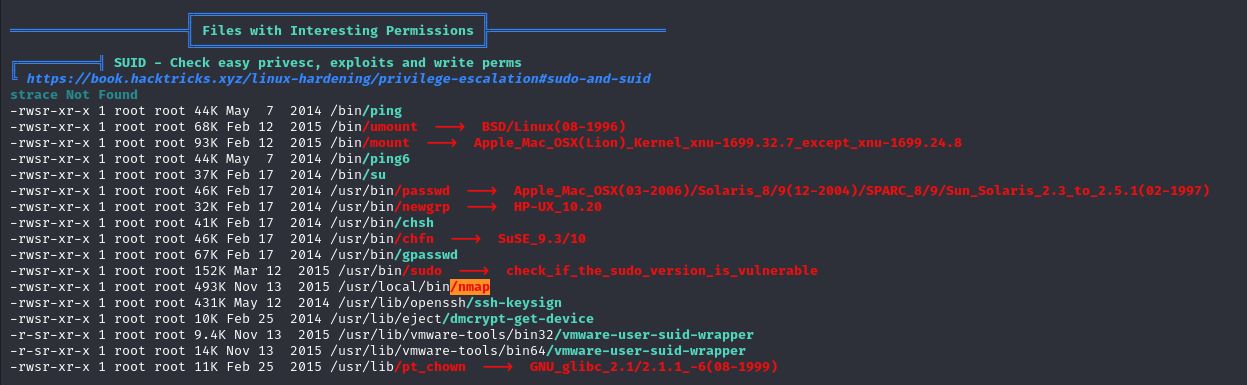 Files with Interesting Permissions
SUID - Check easy privesc, exploits and write perms
https://book.hacktricks.xyz/linux-hardening/privilege-escalation#sudo-and-suid
strace Not Found
-rwsr-xr-x 1 root root 44K May  7  2014 /bin/ping
-rwsr-xr-x 1 root root 68K Feb 12  2015 /bin/umount  --->  BSD/Linux(08-1996)
-rwsr-xr-x 1 root root 93K Feb 12  2015 /bin/mount  --->  Apple_Mac_OSX(Lion)_Kernel_xnu-1699.32.7_except_xnu-1699.24.8
-rwsr-xr-x 1 root root 44K May  7  2014 /bin/ping6
-rwsr-xr-x 1 root root 37K Feb 17  2014 /bin/su
-rwsr-xr-x 1 root root 46K Feb 17  2014 /usr/bin/passwd  --->  Apple_Mac_OSX(03-2006)/Solaris_8/9(12-2004)/SPARC_8/9/Sun_Solaris_2.3_to_2.5.1(02-1997)
-rwsr-xr-x 1 root root 32K Feb 17  2014 /usr/bin/newgrp  --->  HP-UX_10.20
-rwsr-xr-x 1 root root 41K Feb 17  2014 /usr/bin/chsh
-rwsr-xr-x 1 root root 46K Feb 17  2014 /usr/bin/chfn  --->  SuSE_9.3/10
-rwsr-xr-x 1 root root 67K Feb 17  2014 /usr/bin/gpasswd
-rwsr-xr-x 1 root root 152K Mar 12  2015 /usr/bin/sudo  --->  check_if_the_sudo_version_is_vulnerable
-rwsr-xr-x 1 root root 493K Nov 13  2015 /usr/local/bin/nmap
-rwsr-xr-x 1 root root 431K May 12  2014 /usr/lib/openssh/ssh-keysign
-rwsr-xr-x 1 root root 10K Feb 25  2014 /usr/lib/eject/dmcrypt-get-device
-r-sr-xr-x 1 root root 9.4K Nov 13  2015 /usr/lib/vmware-tools/bin32/vmware-user-suid-wrapper
-r-sr-xr-x 1 root root 14K Nov 13  2015 /usr/lib/vmware-tools/bin64/vmware-user-suid-wrapper
-rwsr-xr-x 1 root root 11K Feb 25  2015 /usr/lib/pt_chown  --->  GNU_glibc_2.1/2.1.1_-6(08-1999)